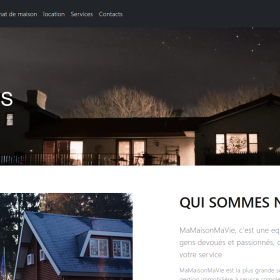 hat de maison location Services Contacts
S
QUI SOMMES N
MaMaisonMaVie, c'est une eq
gens devoués et passionnés,
votre service
MaMaisonMaVie est la plus grande s